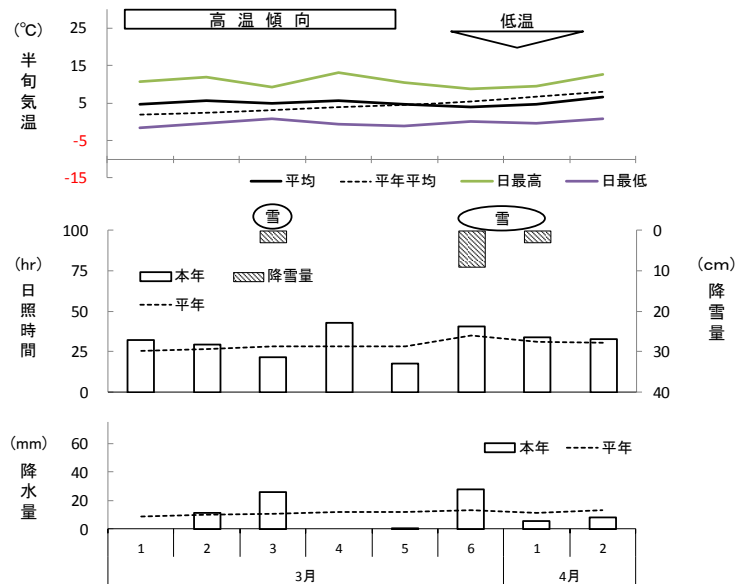 (℃)
半旬気温
25
15
5
-5
-15
高温傾向
低温
平均
平年平均
日最高
日最低
(hr)
日照時間
100
75
50
25
0
雪
雪
本年
降雪量
平年
0
10
20
30
40
(cm)
降雪量
(mm)
降水量
60
40
20
0
本年
平年
1 2 3 4 5 6 1 2
3月 4月